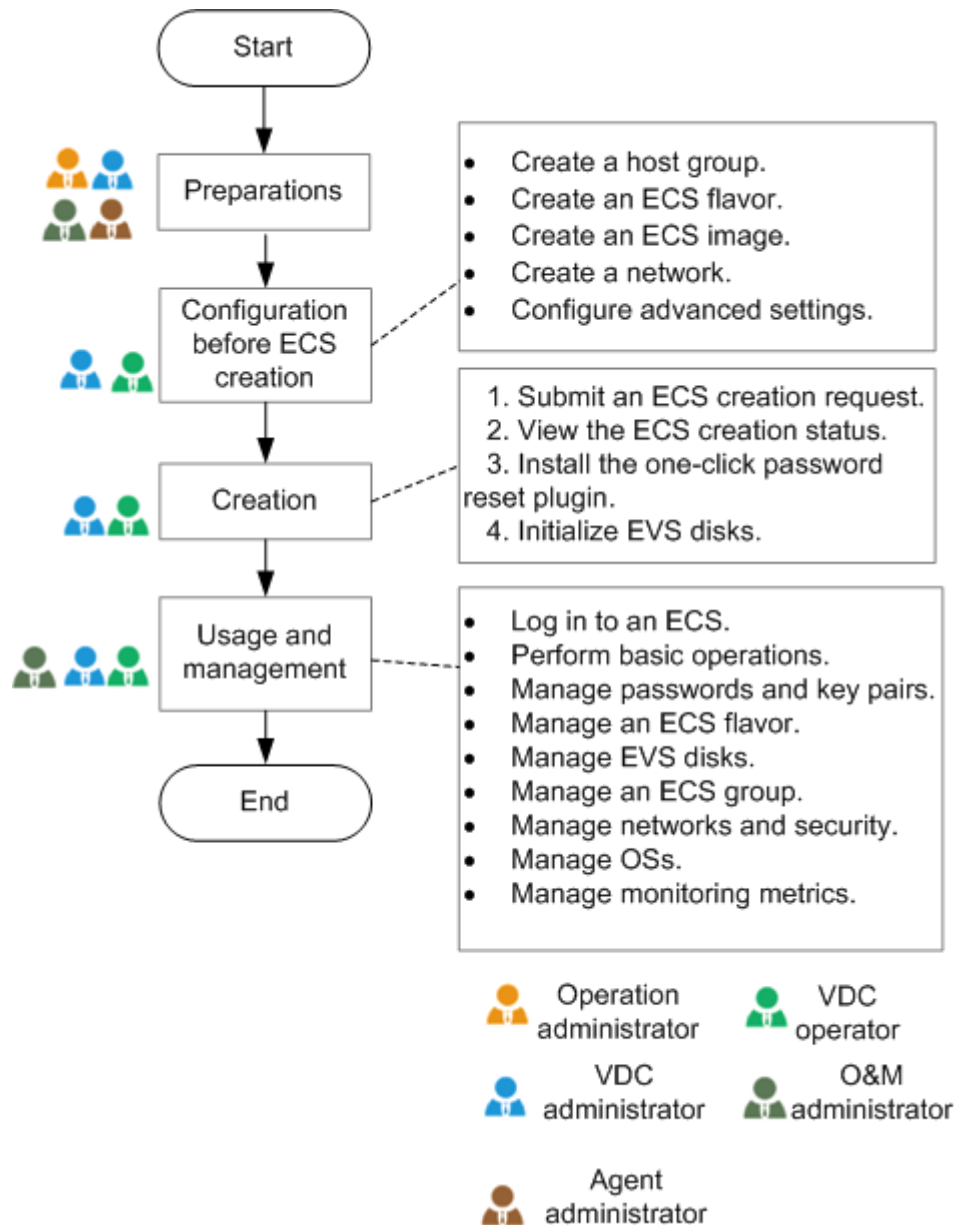 Start
Preparations
Configuration
before ECS
creation
Creation
Usage and
management
End
• Create a host group.
• Create an ECS flavor.
• Create an ECS image.
• Create a network.
• Configure advanced settings.
1. Submit an ECS creation request.
2. View the ECS creation status.
3. Install the one-click password
reset plugin.
4. Initialize EVS disks.
• Log in to an ECS.
• Perform basic operations.
• Manage passwords and key pairs.
• Manage an ECS flavor.
• Manage EVS disks.
• Manage an ECS group.
• Manage networks and security.
• Manage OSs.
• Manage monitoring metrics.
Operation
administrator
VDC
operator
VDC
administrator
O&M
administrator
Agent
administrator